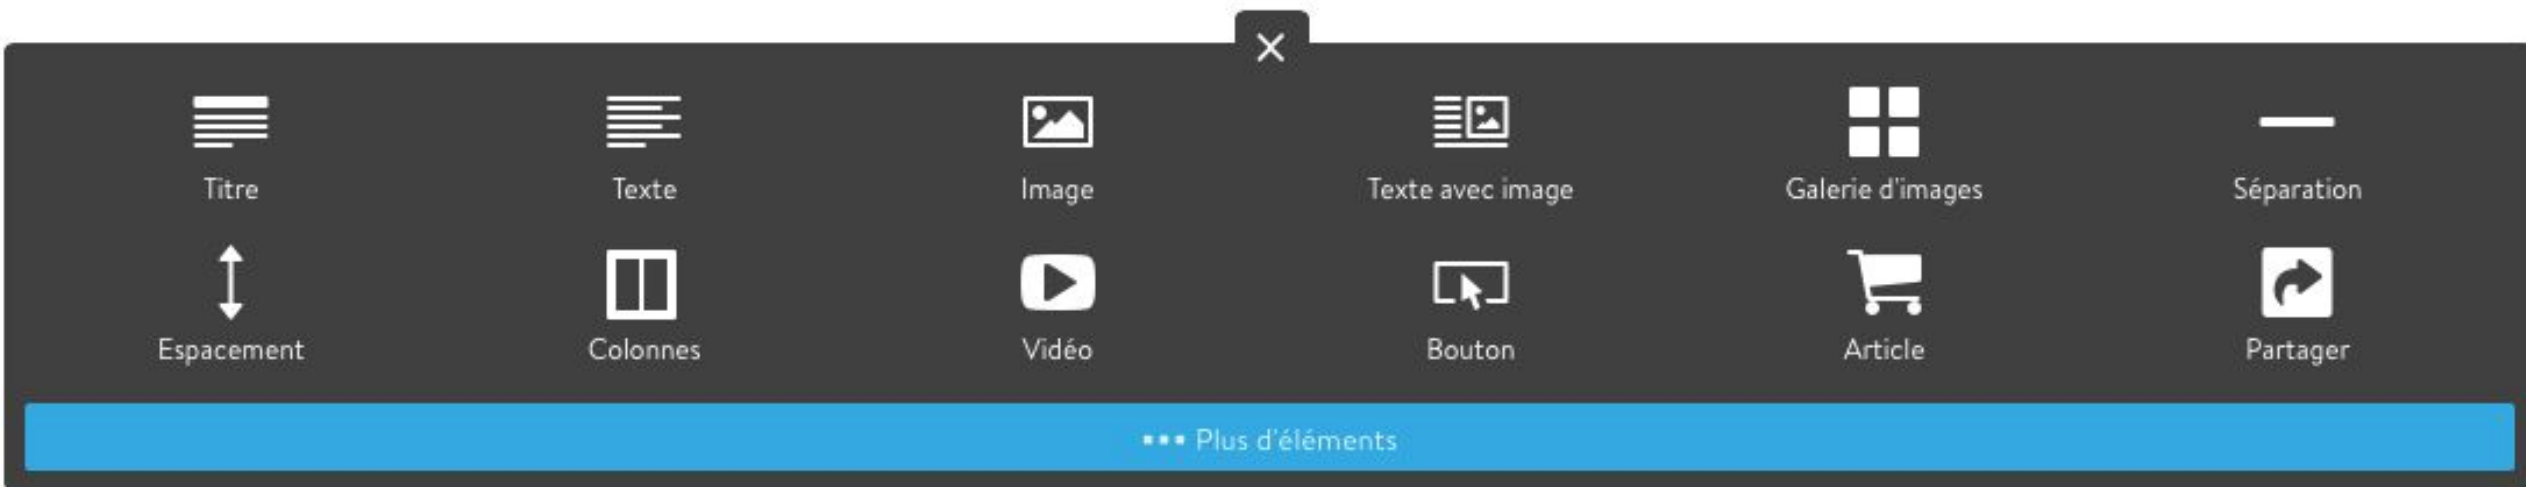 Titre Texte Image Texte avec image Galerie d'images Séparation
Espacement Colonnes Vidéo Bouton Article Partager
Plus d'éléments